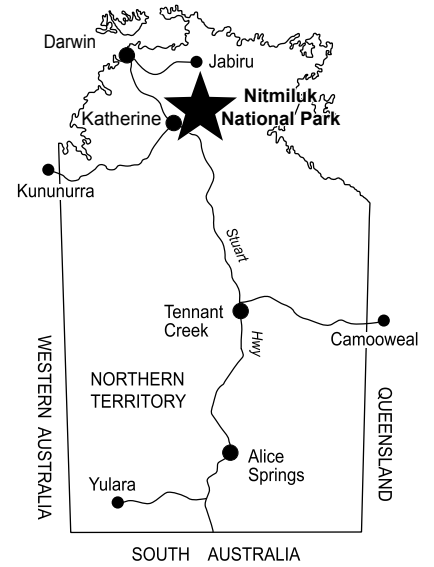 Darwin
Jabiru
Nitmiluk
National Park
Katherine
Kununurra
Stuart
Tennant
Creek
Camooweal
Hwy
WESTERN AUSTRALIA
NORTHERN
TERRITORY
QUEENSLAND
Alice
Springs
Yulara
SOUTH AUSTRALIA